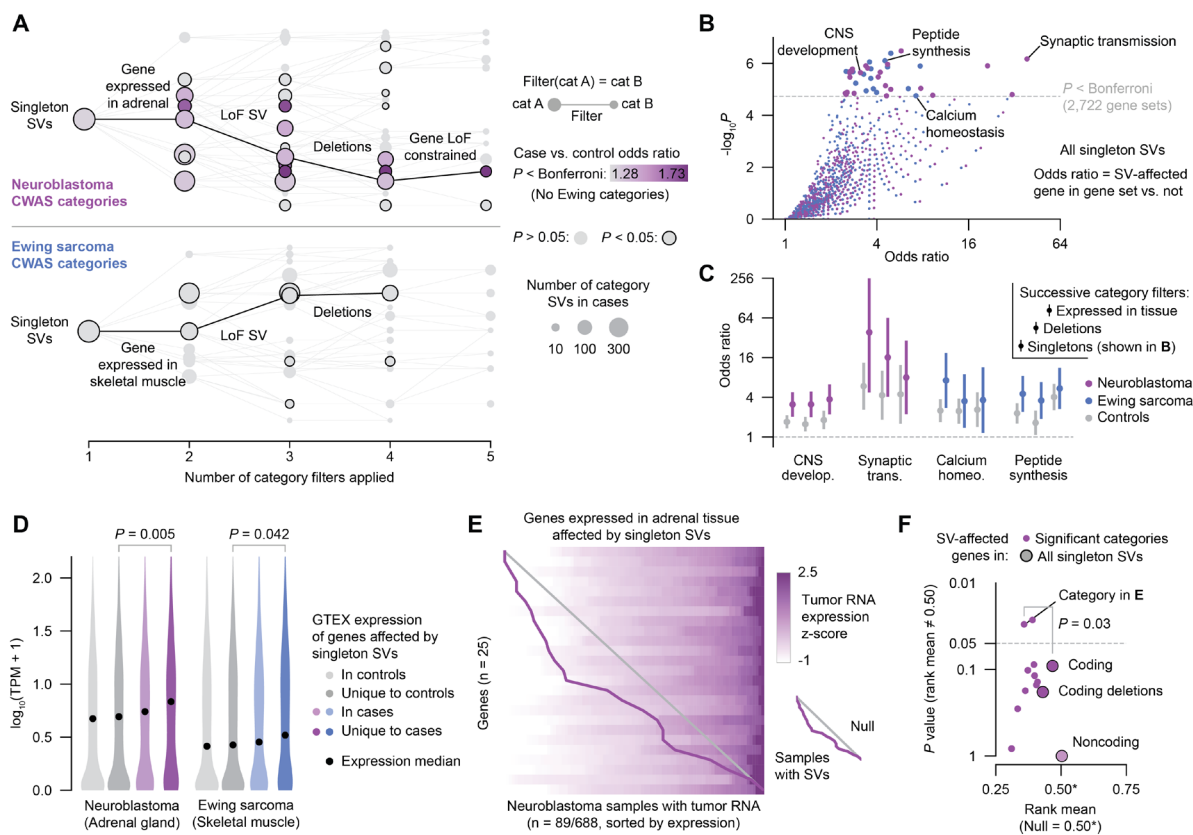 A
Gene
expressed
in adrenal
Singleton
SVs
LoF SV
Deletions
Gene LoF
constrained
Neuroblastoma
CWAS categories
Ewing sarcoma
CWAS categories
Singleton
SVs
Gene
expressed in
skeletal muscle
LoF SV
Deletions
1 2 3 4 5
Number of category filters applied
Filter(cat A) = cat B
cat A cat B
Filter
Case vs. control odds ratio
P < Bonferroni: 1.28 1.73
(No Ewing categories)
P > 0.05: P < 0.05:
Number of category
SVs in cases
10 100 300
B
CNS
development
Peptide
synthesis
Synaptic transmission
P < Bonferroni
(2,722 gene sets)
Calcium
homeostasis
All singleton SVs
Odds ratio = SV-affected
gene in gene set vs. not
-log10P
6
4
2
0
1 4 16 64
Odds ratio
C
Odds ratio
256
64
16
4
1
Successive category filters:
Expressed in tissue
Deletions
Singletons (shown in B)
Neuroblastoma
Ewing sarcoma
Controls
CNS
develop.
Synaptic
trans.
Calcium
homeo.
Peptide
synthesis
D
P = 0.005 P = 0.042
log10(TPM + 1)
2.0
1.5
1.0
0.5
0.0
Neuroblastoma
(Adrenal gland)
Ewing sarcoma
(Skeletal muscle)
GTEX expression
of genes affected by
singleton SVs
In controls
Unique to controls
In cases
Unique to cases
Expression median
E
Genes expressed in adrenal tissue
affected by singleton SVs
Genes (n = 25)
Neuroblastoma samples with tumor RNA
(n = 89/688, sorted by expression)
2.5
Tumor RNA
expression
z-score
-1
Null
Samples
with SVs
F
SV-affected
genes in:
Significant categories
All singleton SVs
P value (rank mean ≠ 0.50)
0.01
0.05
0.1
1
Category in E
P = 0.03
Coding
Coding deletions
Noncoding
0.25 0.50* 0.75
Rank mean
(Null = 0.50*)